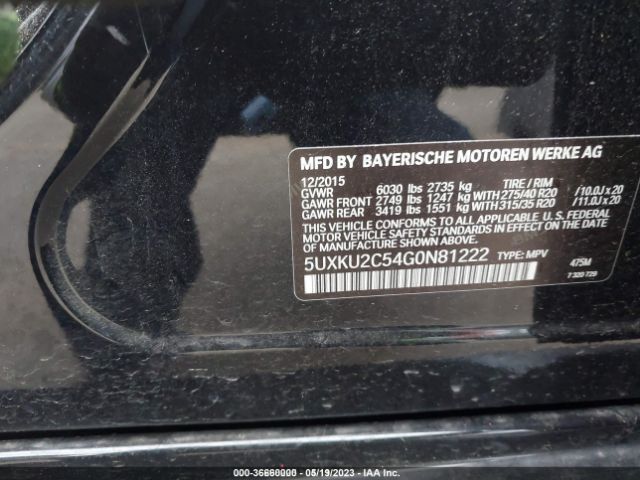 MFD BY BAYERISCHE MOTOREN WERKE AG
12/2015
GVWR 6030 lbs 2735 kg TIRE / RIM
GAWR FRONT 2749 lbs 1247 kg WITH 275/40 R20 /10.0J x 20
GAWR REAR 3419 lbs 1551 kg WITH 315/35 R20 /11.0J x 20
THIS VEHICLE CONFORMS TO ALL APPLICABLE U. S. FEDERAL
MOTOR VEHICLE SAFETY STANDARDS IN EFFECT ON THE DATE
OF MANUFACTURE SHOWN ABOVE.
5UXKU2C54G0N81222 TYPE: MPV 475M
7 320 729
000-36660000 - 05/19/2023 - IAA Inc.